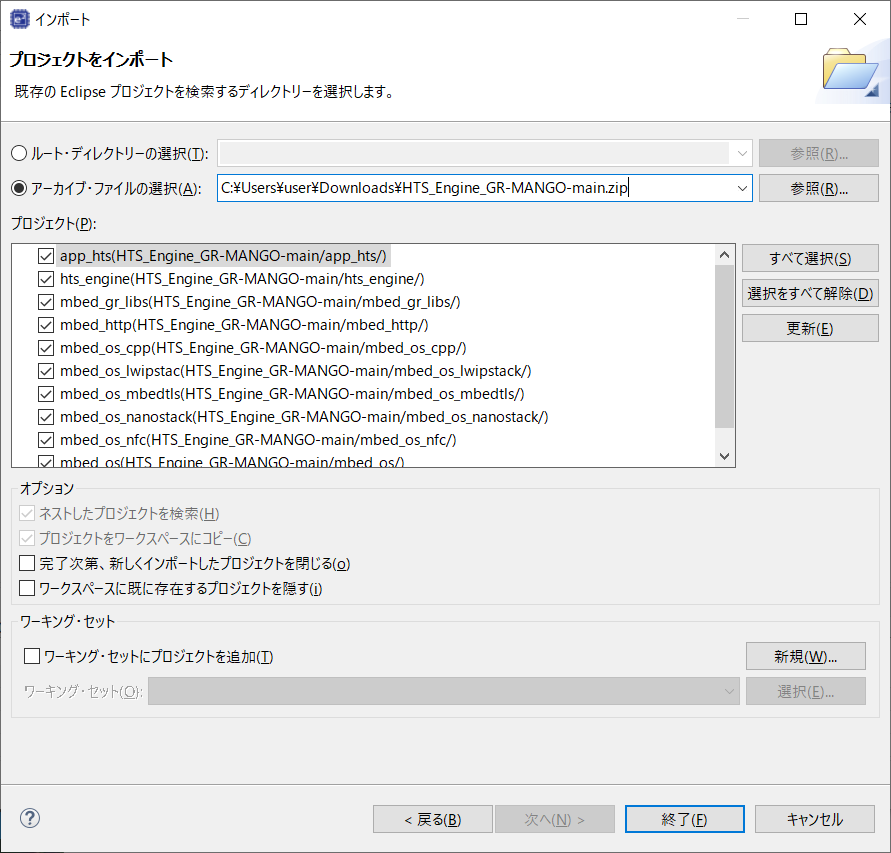 インポート
プロジェクトをインポート
既存の Eclipse プロジェクトを検索するディレクトリーを選択します。
ルート・ディレクトリーの選択(T):
参照(R)...
アーカイブ・ファイルの選択(A):
C:¥Users¥user¥Downloads¥HTS_Engine_GR-MANGO-main.zip
参照(R)...
プロジェクト(P):
app_hts(HTS_Engine_GR-MANGO-main/app_hts/)
hts_engine(HTS_Engine_GR-MANGO-main/hts_engine/)
mbed_gr_libs(HTS_Engine_GR-MANGO-main/mbed_gr_libs/)
mbed_http(HTS_Engine_GR-MANGO-main/mbed_http/)
mbed_os_cpp(HTS_Engine_GR-MANGO-main/mbed_os_cpp/)
mbed_os_lwipstac(HTS_Engine_GR-MANGO-main/mbed_os_lwipstack/)
mbed_os_mbedtls(HTS_Engine_GR-MANGO-main/mbed_os_mbedtls/)
mbed_os_nanostack(HTS_Engine_GR-MANGO-main/mbed_os_nanostack/)
mbed_os_nfc(HTS_Engine_GR-MANGO-main/mbed_os_nfc/)
mbed_os(HTS_Engine_GR-MANGO-main/mbed_os/)
すべて選択(S)
選択をすべて解除(D)
更新(E)
オプション
ネストしたプロジェクトを検索(H)
プロジェクトをワークスペースにコピー(C)
完了次第、新しくインポートしたプロジェクトを閉じる(o)
ワークスペースに既に存在するプロジェクトを隠す(i)
ワーキング・セット
ワーキング・セットにプロジェクトを追加(T)
新規(W)...
ワーキング・セット(O):
選択(E)...
?
< 戻る(B)
次へ(N) >
終了(F)
キャンセル